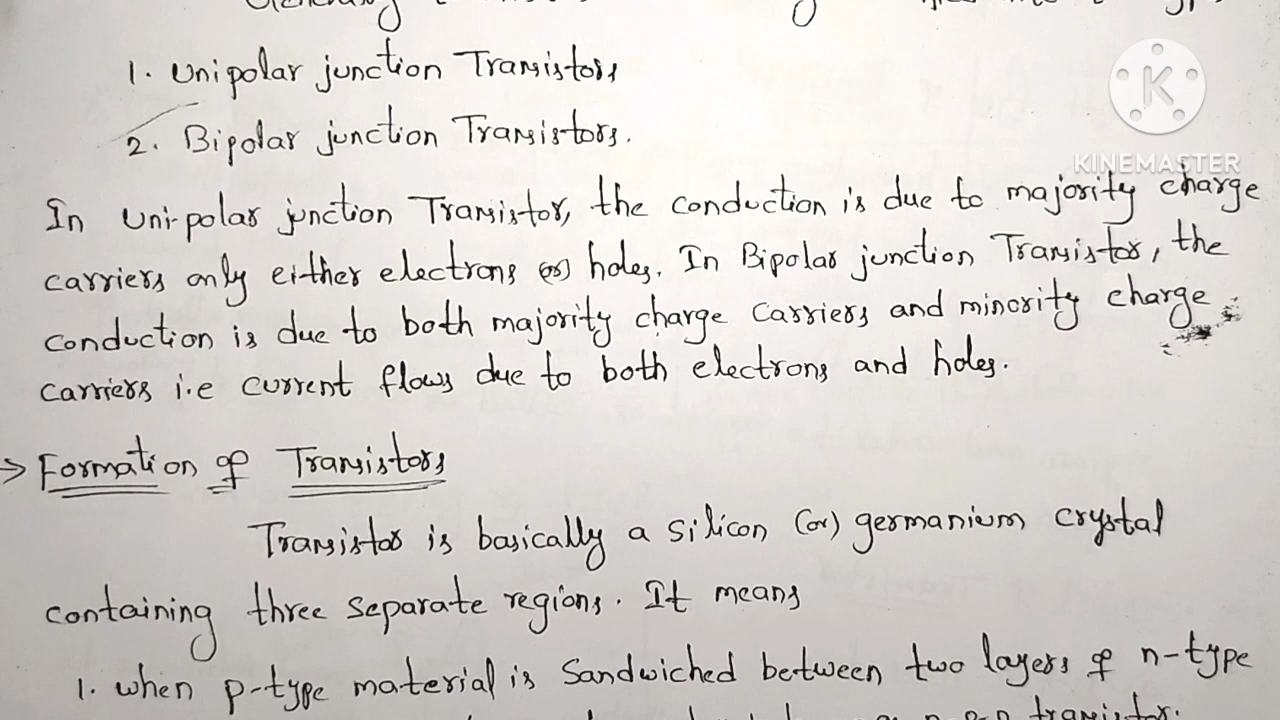 1. Unipolar junction Transistors
2. Bipolar junction Transistors.
K
KINEMASTER
In Uni-polar junction Transistor, the conduction is due to majority charge
carriers only either electrons (or) holes. In Bipolar junction Transistor, the
conduction is due to both majority charge carriers and minority charge
carriers i.e current flows due to both electrons and holes.
→ Formation of Transistors
Transistor is basically a silicon (or) germanium crystal
containing three separate regions. It means
1. when p-type material is sandwiched between two layers of n-type
n-p-n transistor.